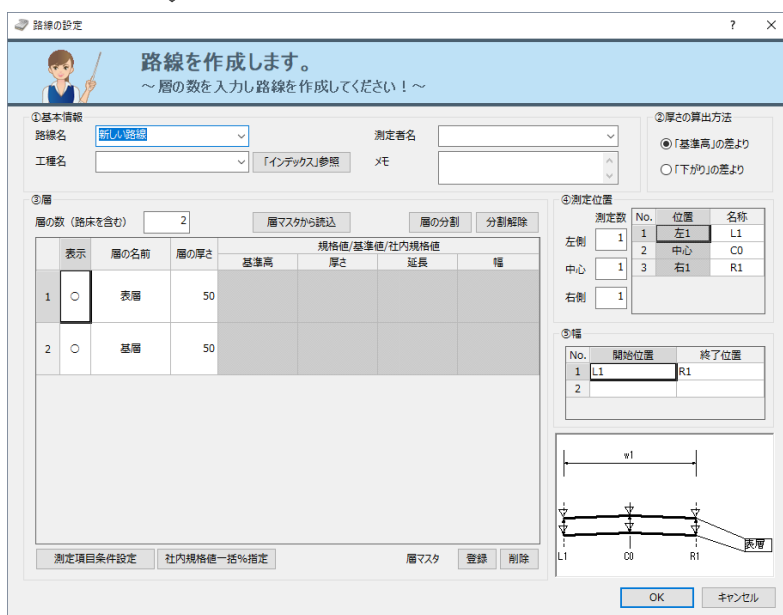 路線の設定
? ×
路線を作成します。
～ 層の数を入力し路線を作成してください！～
①基本情報
路線名 新しい路線
測定者名
工種名 「インデックス」参照
メモ
②厚さの算出方法
「基準高」の差より
「下がり」の差より
③層
層の数（路床を含む） 2 層マスタから読込 層の分割 分割解除
表示 層の名前 層の厚さ 規格値/基準値/社内規格値
基準高 厚さ 延長 幅
1 ○ 表層 50
2 ○ 基層 50
測定項目条件設定 社内規格値一括%指定 層マスタ 登録 削除
④測定位置
測定数
左側 1
中心 1
右側 1
No. 位置 名称
1 左1 L1
2 中心 C0
3 右1 R1
⑤幅
No. 開始位置 終了位置
1 L1 R1
2
w1
表層
L1 C0 R1
OK キャンセル